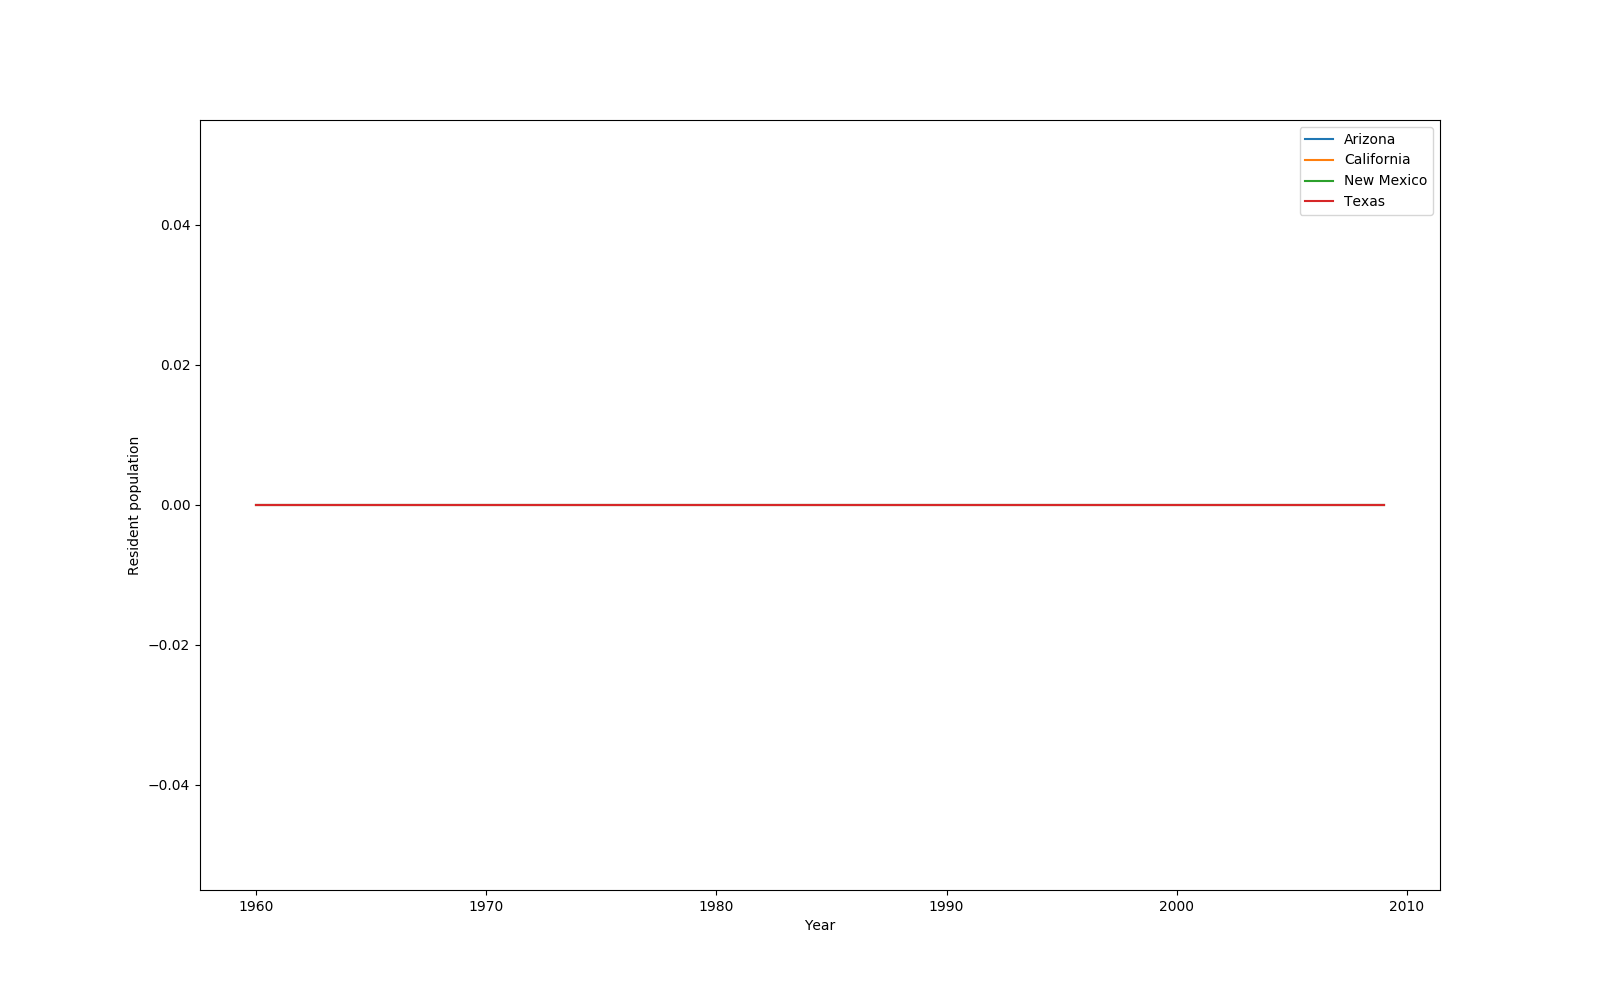 Arizona
California
New Mexico
Texas
0.04
0.02
0.00
−0.02
−0.04
Resident population
1960 1970 1980 1990 2000 2010
Year